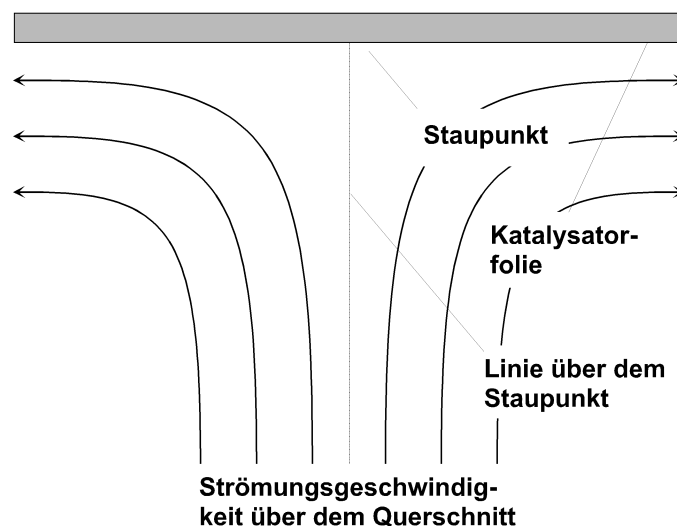 Staupunkt
Katalysator-
folie
Linie über dem
Staupunkt
Strömungsgeschwindig-
keit über dem Querschnitt